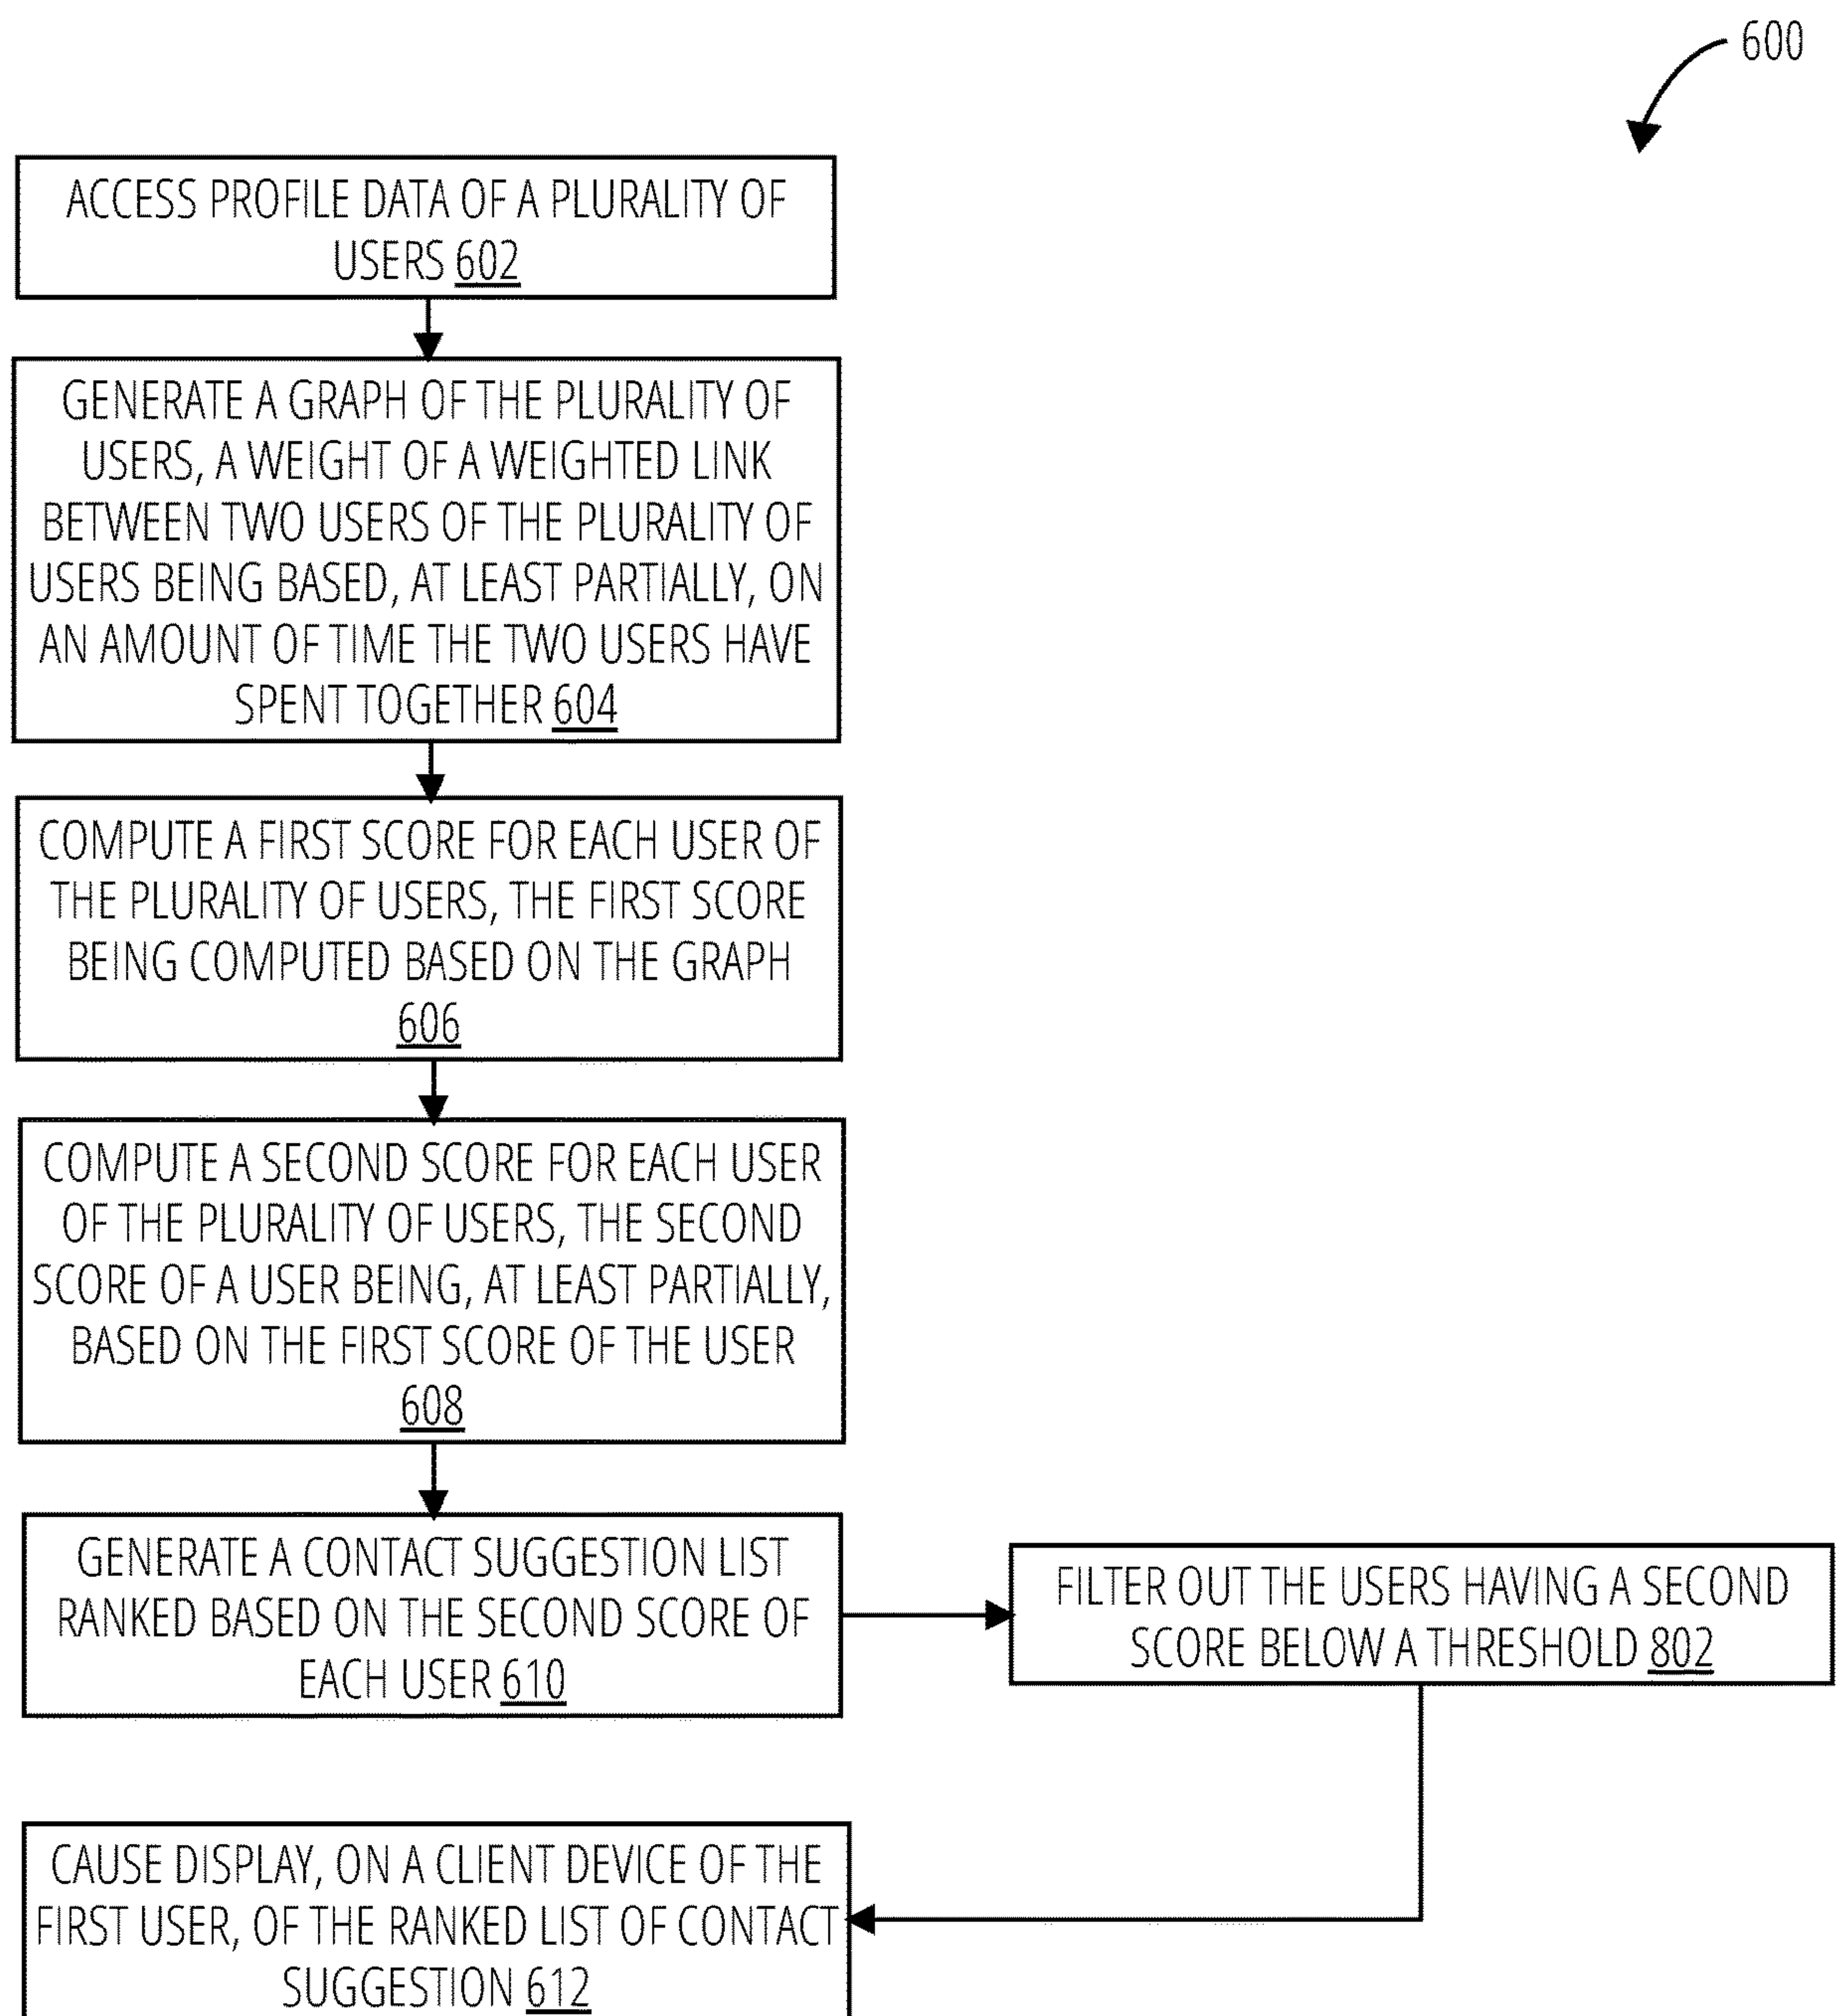 600
ACCESS PROFILE DATA OF A PLURALITY OF
USERS 602
GENERATE A GRAPH OF THE PLURALITY OF
USERS, A WEIGHT OF A WEIGHTED LINK
BETWEEN TWO USERS OF THE PLURALITY OF
USERS BEING BASED, AT LEAST PARTIALLY, ON
AN AMOUNT OF TIME THE TWO USERS HAVE
SPENT TOGETHER 604
COMPUTE A FIRST SCORE FOR EACH USER OF
THE PLURALITY OF USERS, THE FIRST SCORE
BEING COMPUTED BASED ON THE GRAPH
606
COMPUTE A SECOND SCORE FOR EACH USER
OF THE PLURALITY OF USERS, THE SECOND
SCORE OF A USER BEING, AT LEAST PARTIALLY,
BASED ON THE FIRST SCORE OF THE USER
608
GENERATE A CONTACT SUGGESTION LIST
RANKED BASED ON THE SECOND SCORE OF
EACH USER 610
FILTER OUT THE USERS HAVING A SECOND
SCORE BELOW A THRESHOLD 802
CAUSE DISPLAY, ON A CLIENT DEVICE OF THE
FIRST USER, OF THE RANKED LIST OF CONTACT
SUGGESTION 612